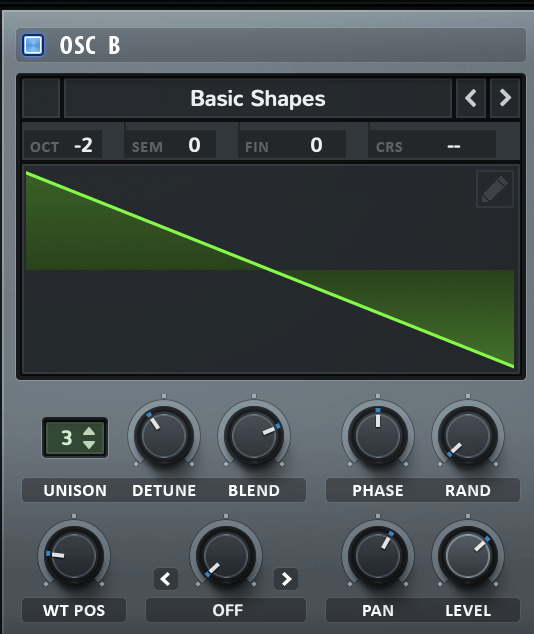 OSC B
Basic Shapes
OCT -2 SEM 0 FIN 0 CRS --
3
UNISON DETUNE BLEND PHASE RAND
WT POS OFF PAN LEVEL